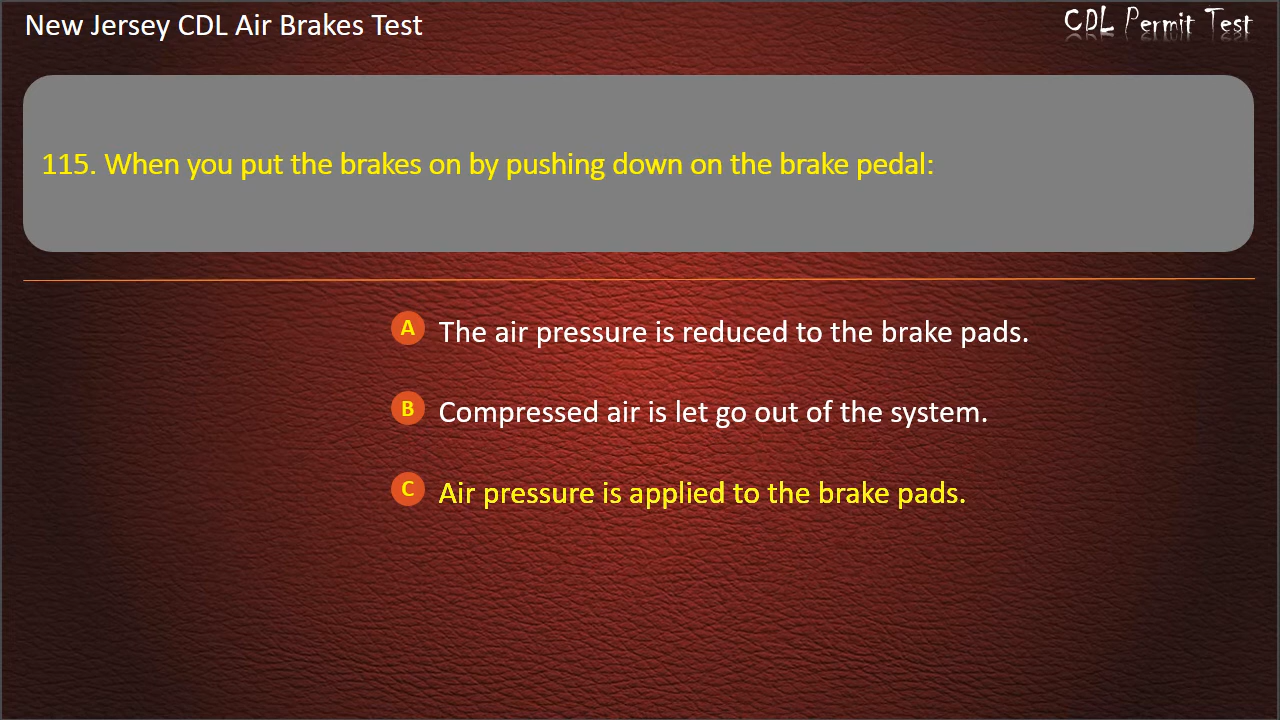 New Jersey CDL Air Brakes Test
CDL Permit Test
115. When you put the brakes on by pushing down on the brake pedal:
A The air pressure is reduced to the brake pads.
B Compressed air is let go out of the system.
C Air pressure is applied to the brake pads.